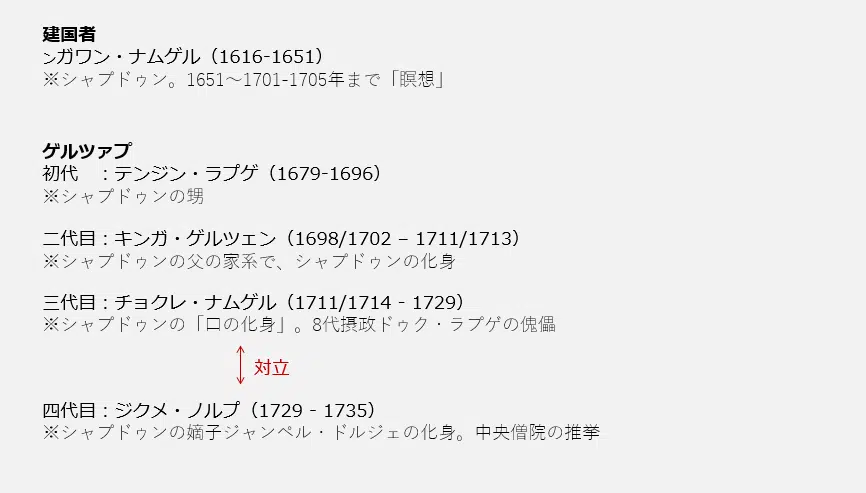 建国者
ンガワン・ナムゲル（1616-1651）
※シャブドゥン。1651～1701-1705年まで「瞑想」
ゲルツァプ
初代　：テンジン・ラプゲ（1679-1696）
※シャプドゥンの甥
二代目：キンガ・ゲルツェン（1698/1702 – 1711/1713）
※シャプドゥンの父の家系で、シャプドゥンの化身
三代目：チョクレ・ナムゲル（1711/1714 - 1729）
※シャプドゥンの「口の化身」。8代摂政ドゥク・ラプゲの傀儡
対立
四代目：ジクメ・ノルプ（1729 - 1735）
※シャプドゥンの嫡子ジャンペル・ドルジェの化身。中央僧院の推挙